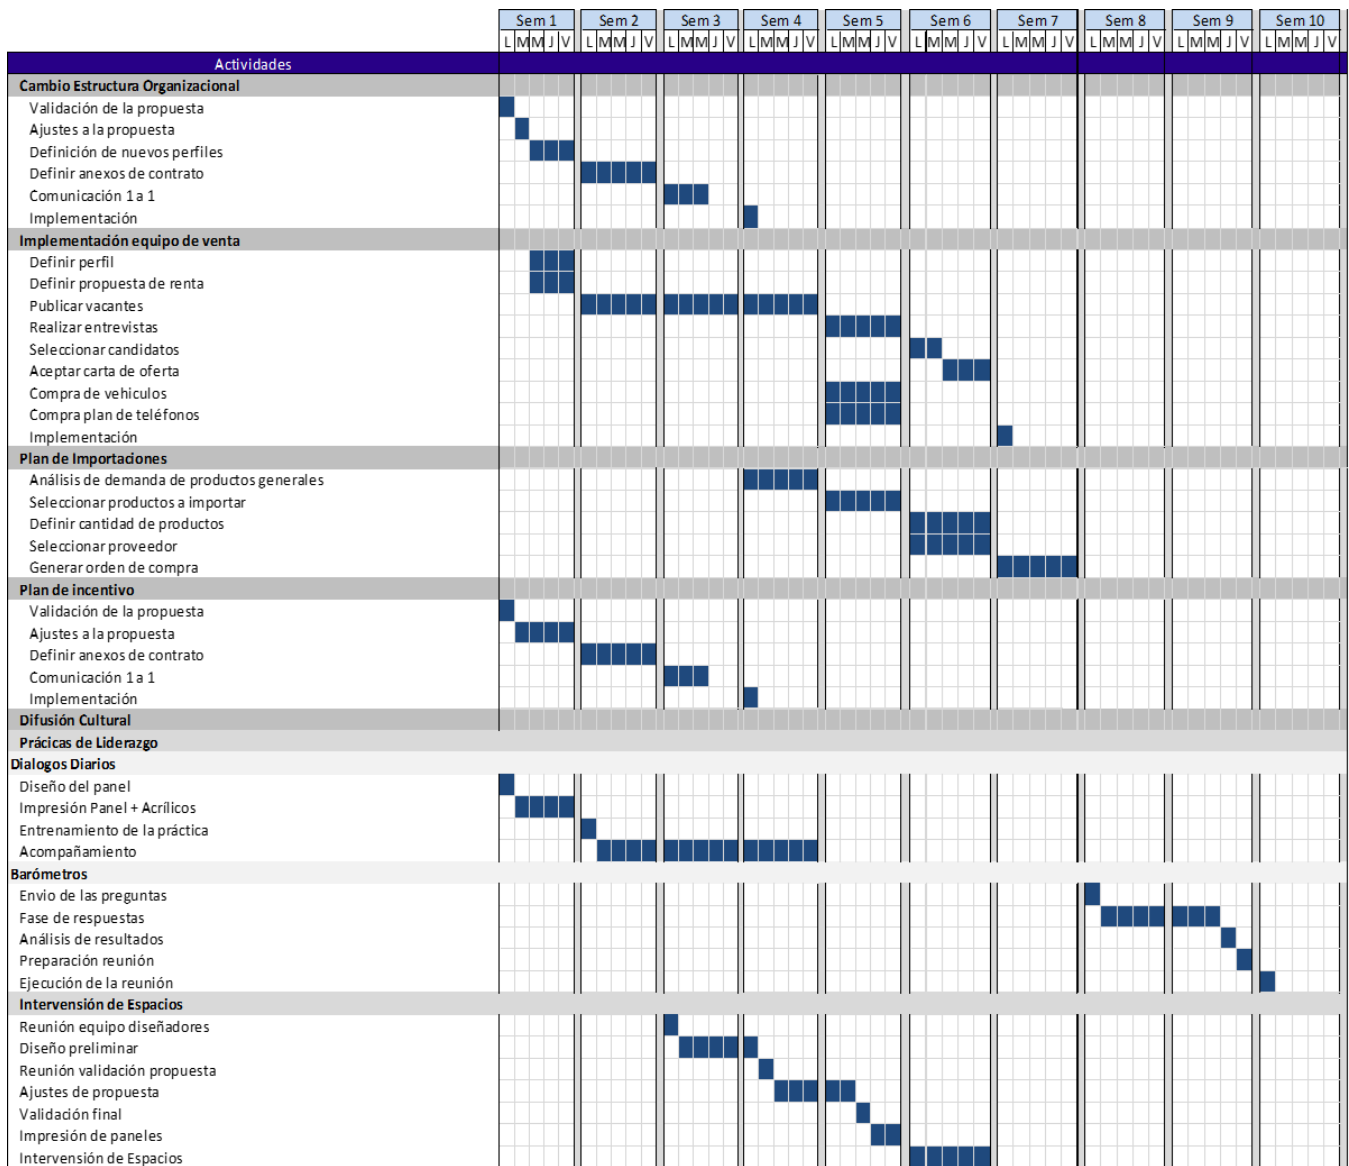 Sem 1 Sem 2 Sem 3 Sem 4 Sem 5 Sem 6 Sem 7 Sem 8 Sem 9 Sem 10
L M M J V L M M J V L M M J V L M M J V L M M J V L M M J V L M M J V L M M J V L M M J V L M M J V
Actividades
Cambio Estructura Organizacional
Validación de la propuesta
Ajustes a la propuesta
Definición de nuevos perfiles
Definir anexos de contrato
Comunicación 1 a 1
Implementación
Implementación equipo de venta
Definir perfil
Definir propuesta de renta
Publicar vacantes
Realizar entrevistas
Seleccionar candidatos
Aceptar carta de oferta
Compra de vehiculos
Compra plan de teléfonos
Implementación
Plan de Importaciones
Análisis de demanda de productos generales
Seleccionar productos a importar
Definir cantidad de productos
Seleccionar proveedor
Generar orden de compra
Plan de incentivo
Validación de la propuesta
Ajustes a la propuesta
Definir anexos de contrato
Comunicación 1 a 1
Implementación
Difusión Cultural
Prácicas de Liderazgo
Dialogos Diarios
Diseño del panel
Impresión Panel + Acrílicos
Entrenamiento de la práctica
Acompañamiento
Barómetros
Envio de las preguntas
Fase de respuestas
Análisis de resultados
Preparación reunión
Ejecución de la reunión
Intervención de Espacios
Reunión equipo diseñadores
Diseño preliminar
Reunión validación propuesta
Ajustes de propuesta
Validación final
Impresión de paneles
Intervención de Espacios